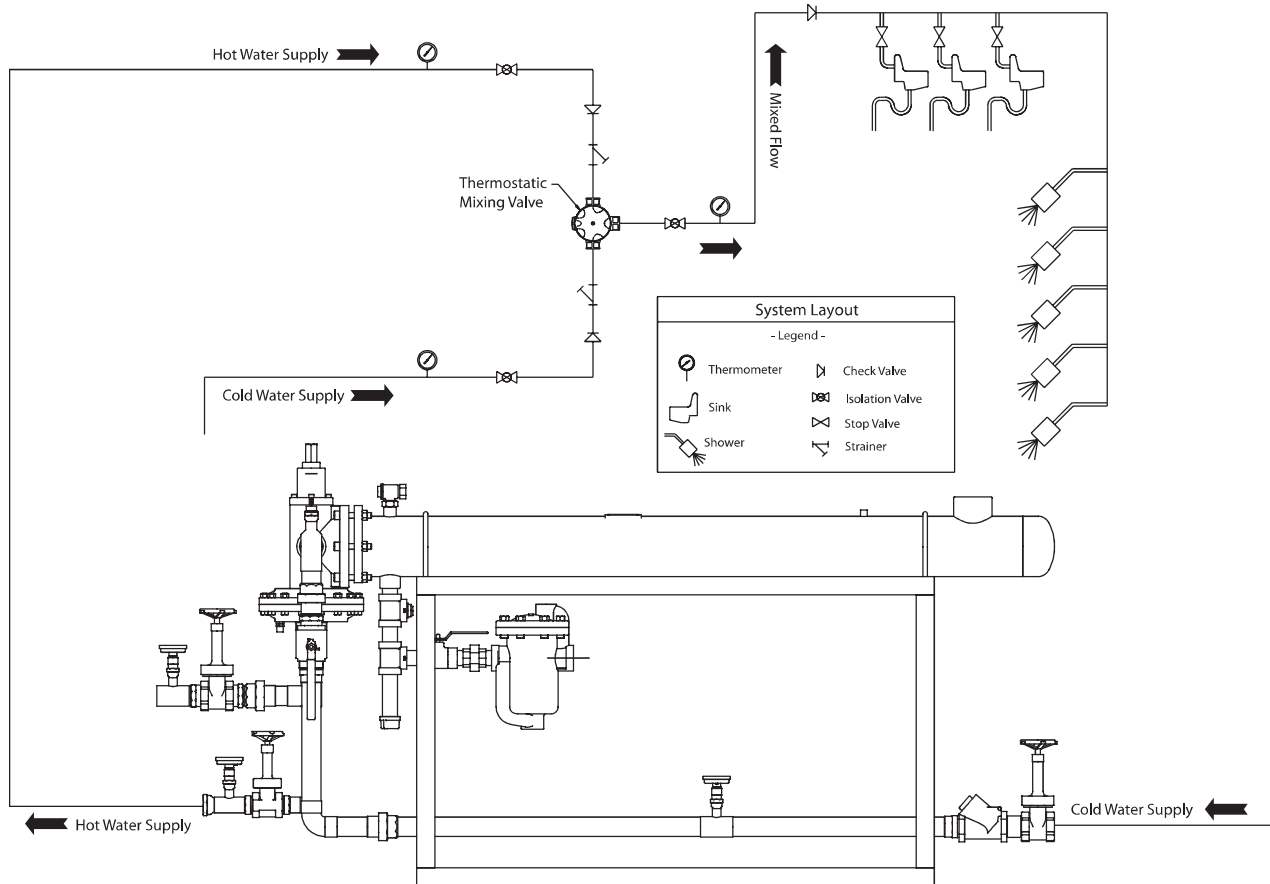 Hot Water Supply
Mixed Flow
Thermostatic
Mixing Valve
System Layout
- Legend -
Thermometer
Check Valve
Sink
Isolation Valve
Stop Valve
Shower
Strainer
Cold Water Supply
Hot Water Supply
Cold Water Supply